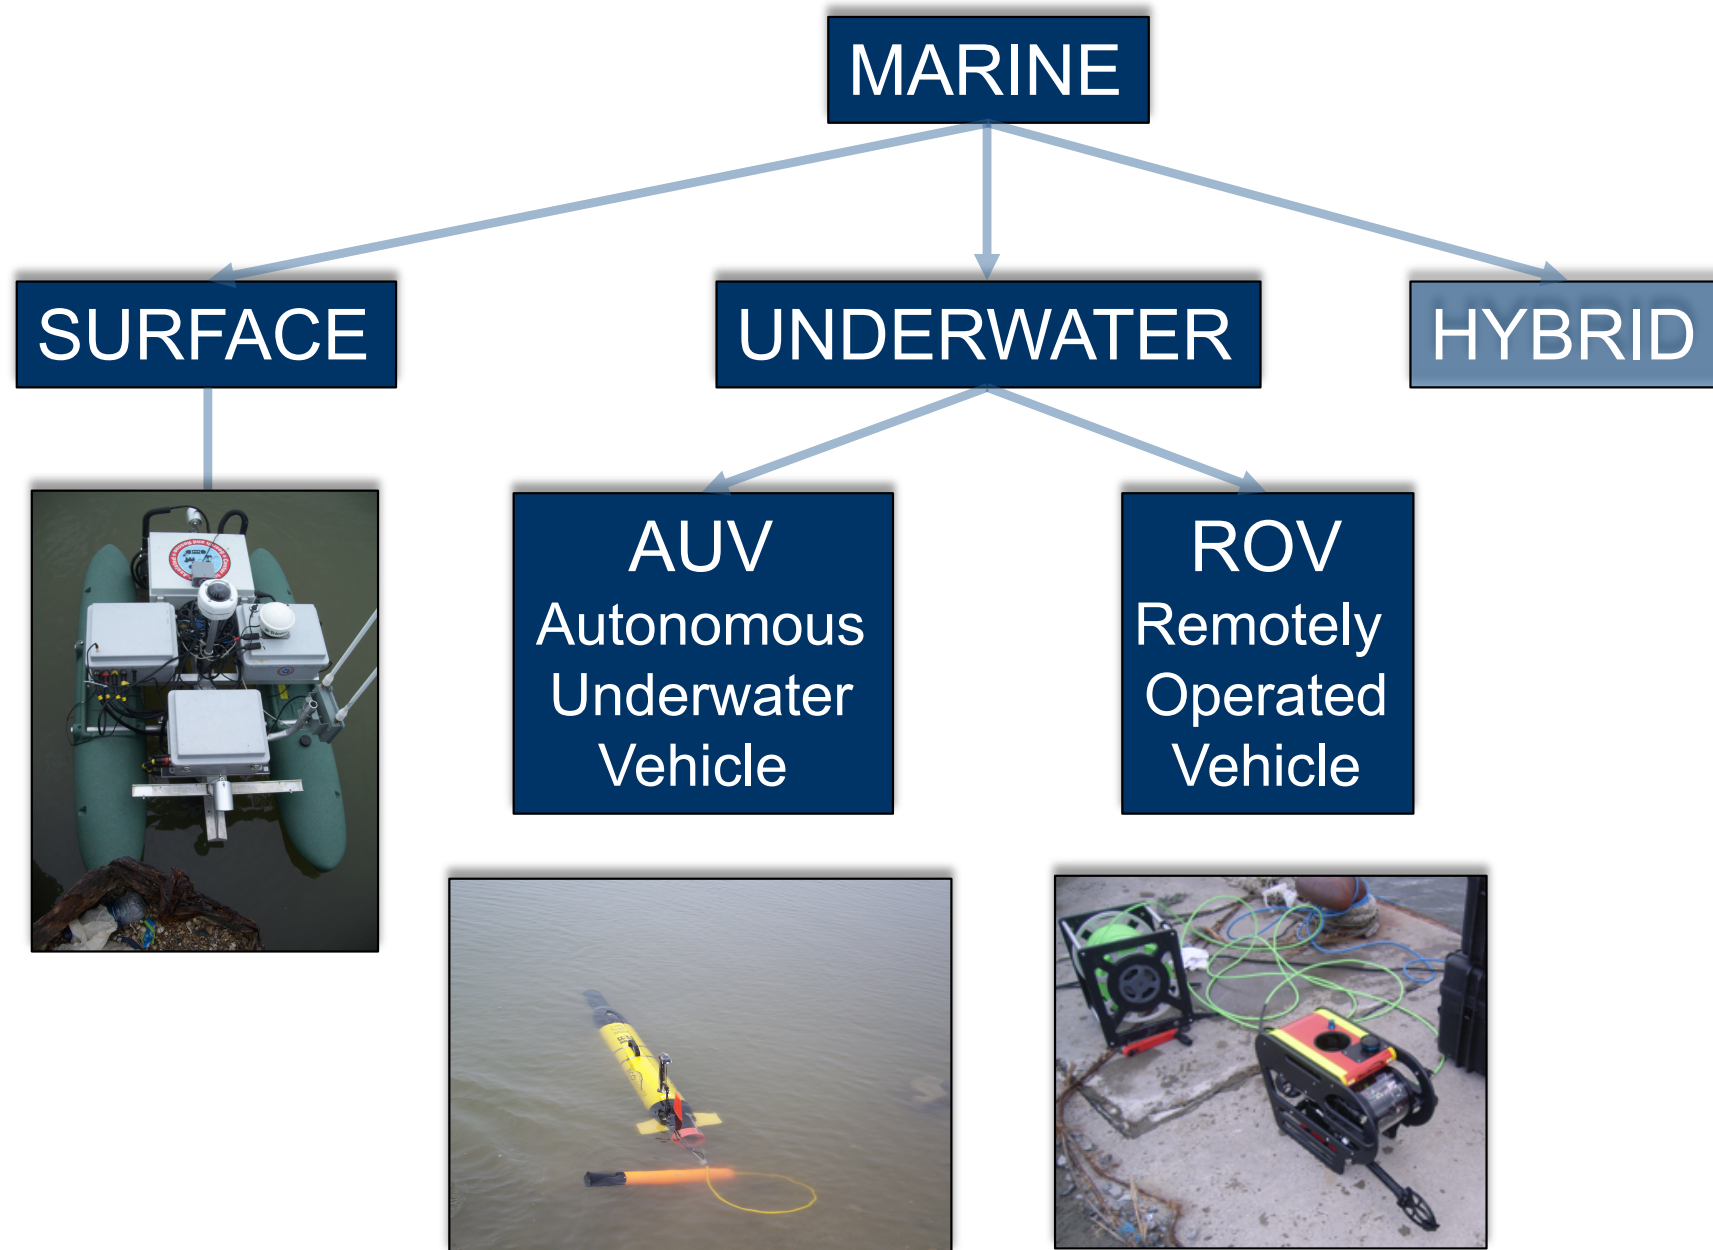 MARINE
SURFACE
UNDERWATER
HYBRID
AUV
Autonomous
Underwater
Vehicle
ROV
Remotely
Operated
Vehicle